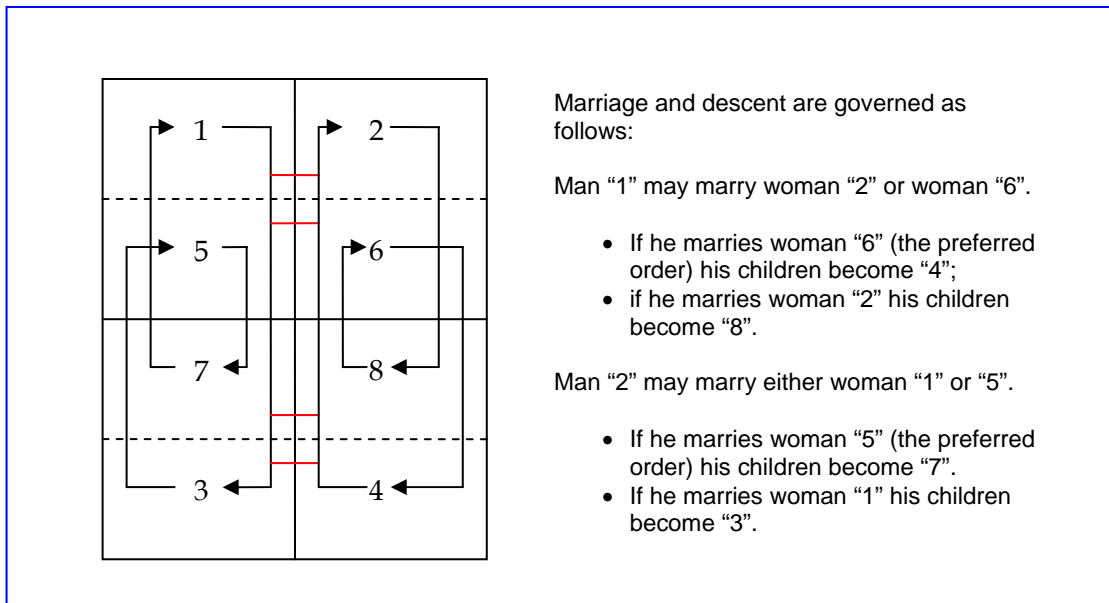 1 2
5 6
7 8
3 4
Marriage and descent are governed as
follows:
Man “1” may marry woman “2” or woman “6”.
• If he marries woman “6” (the preferred
order) his children become “4”;
• if he marries woman “2” his children
become “8”.
Man “2” may marry either woman “1” or “5”.
• If he marries woman “5” (the preferred
order) his children become “7”.
• If he marries woman “1” his children
become “3”.